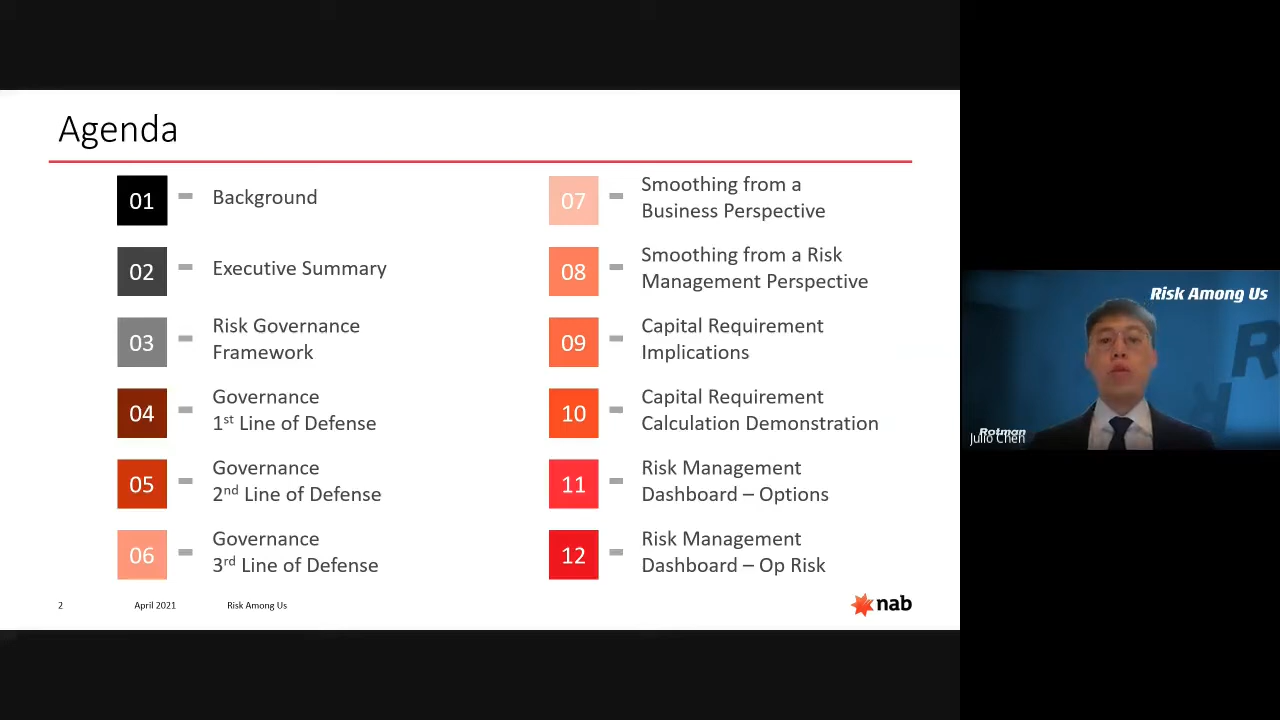 Agenda
01
Background
02
Executive Summary
03
Risk Governance
Framework
04
Governance
1st Line of Defense
05
Governance
2nd Line of Defense
06
Governance
3rd Line of Defense
07
Smoothing from a
Business Perspective
08
Smoothing from a Risk
Management Perspective
09
Capital Requirement
Implications
10
Capital Requirement
Calculation Demonstration
11
Risk Management
Dashboard – Options
12
Risk Management
Dashboard – Op Risk
2 April 2021 Risk Among Us
nab
Risk Among Us
Rotman
Julio Chen